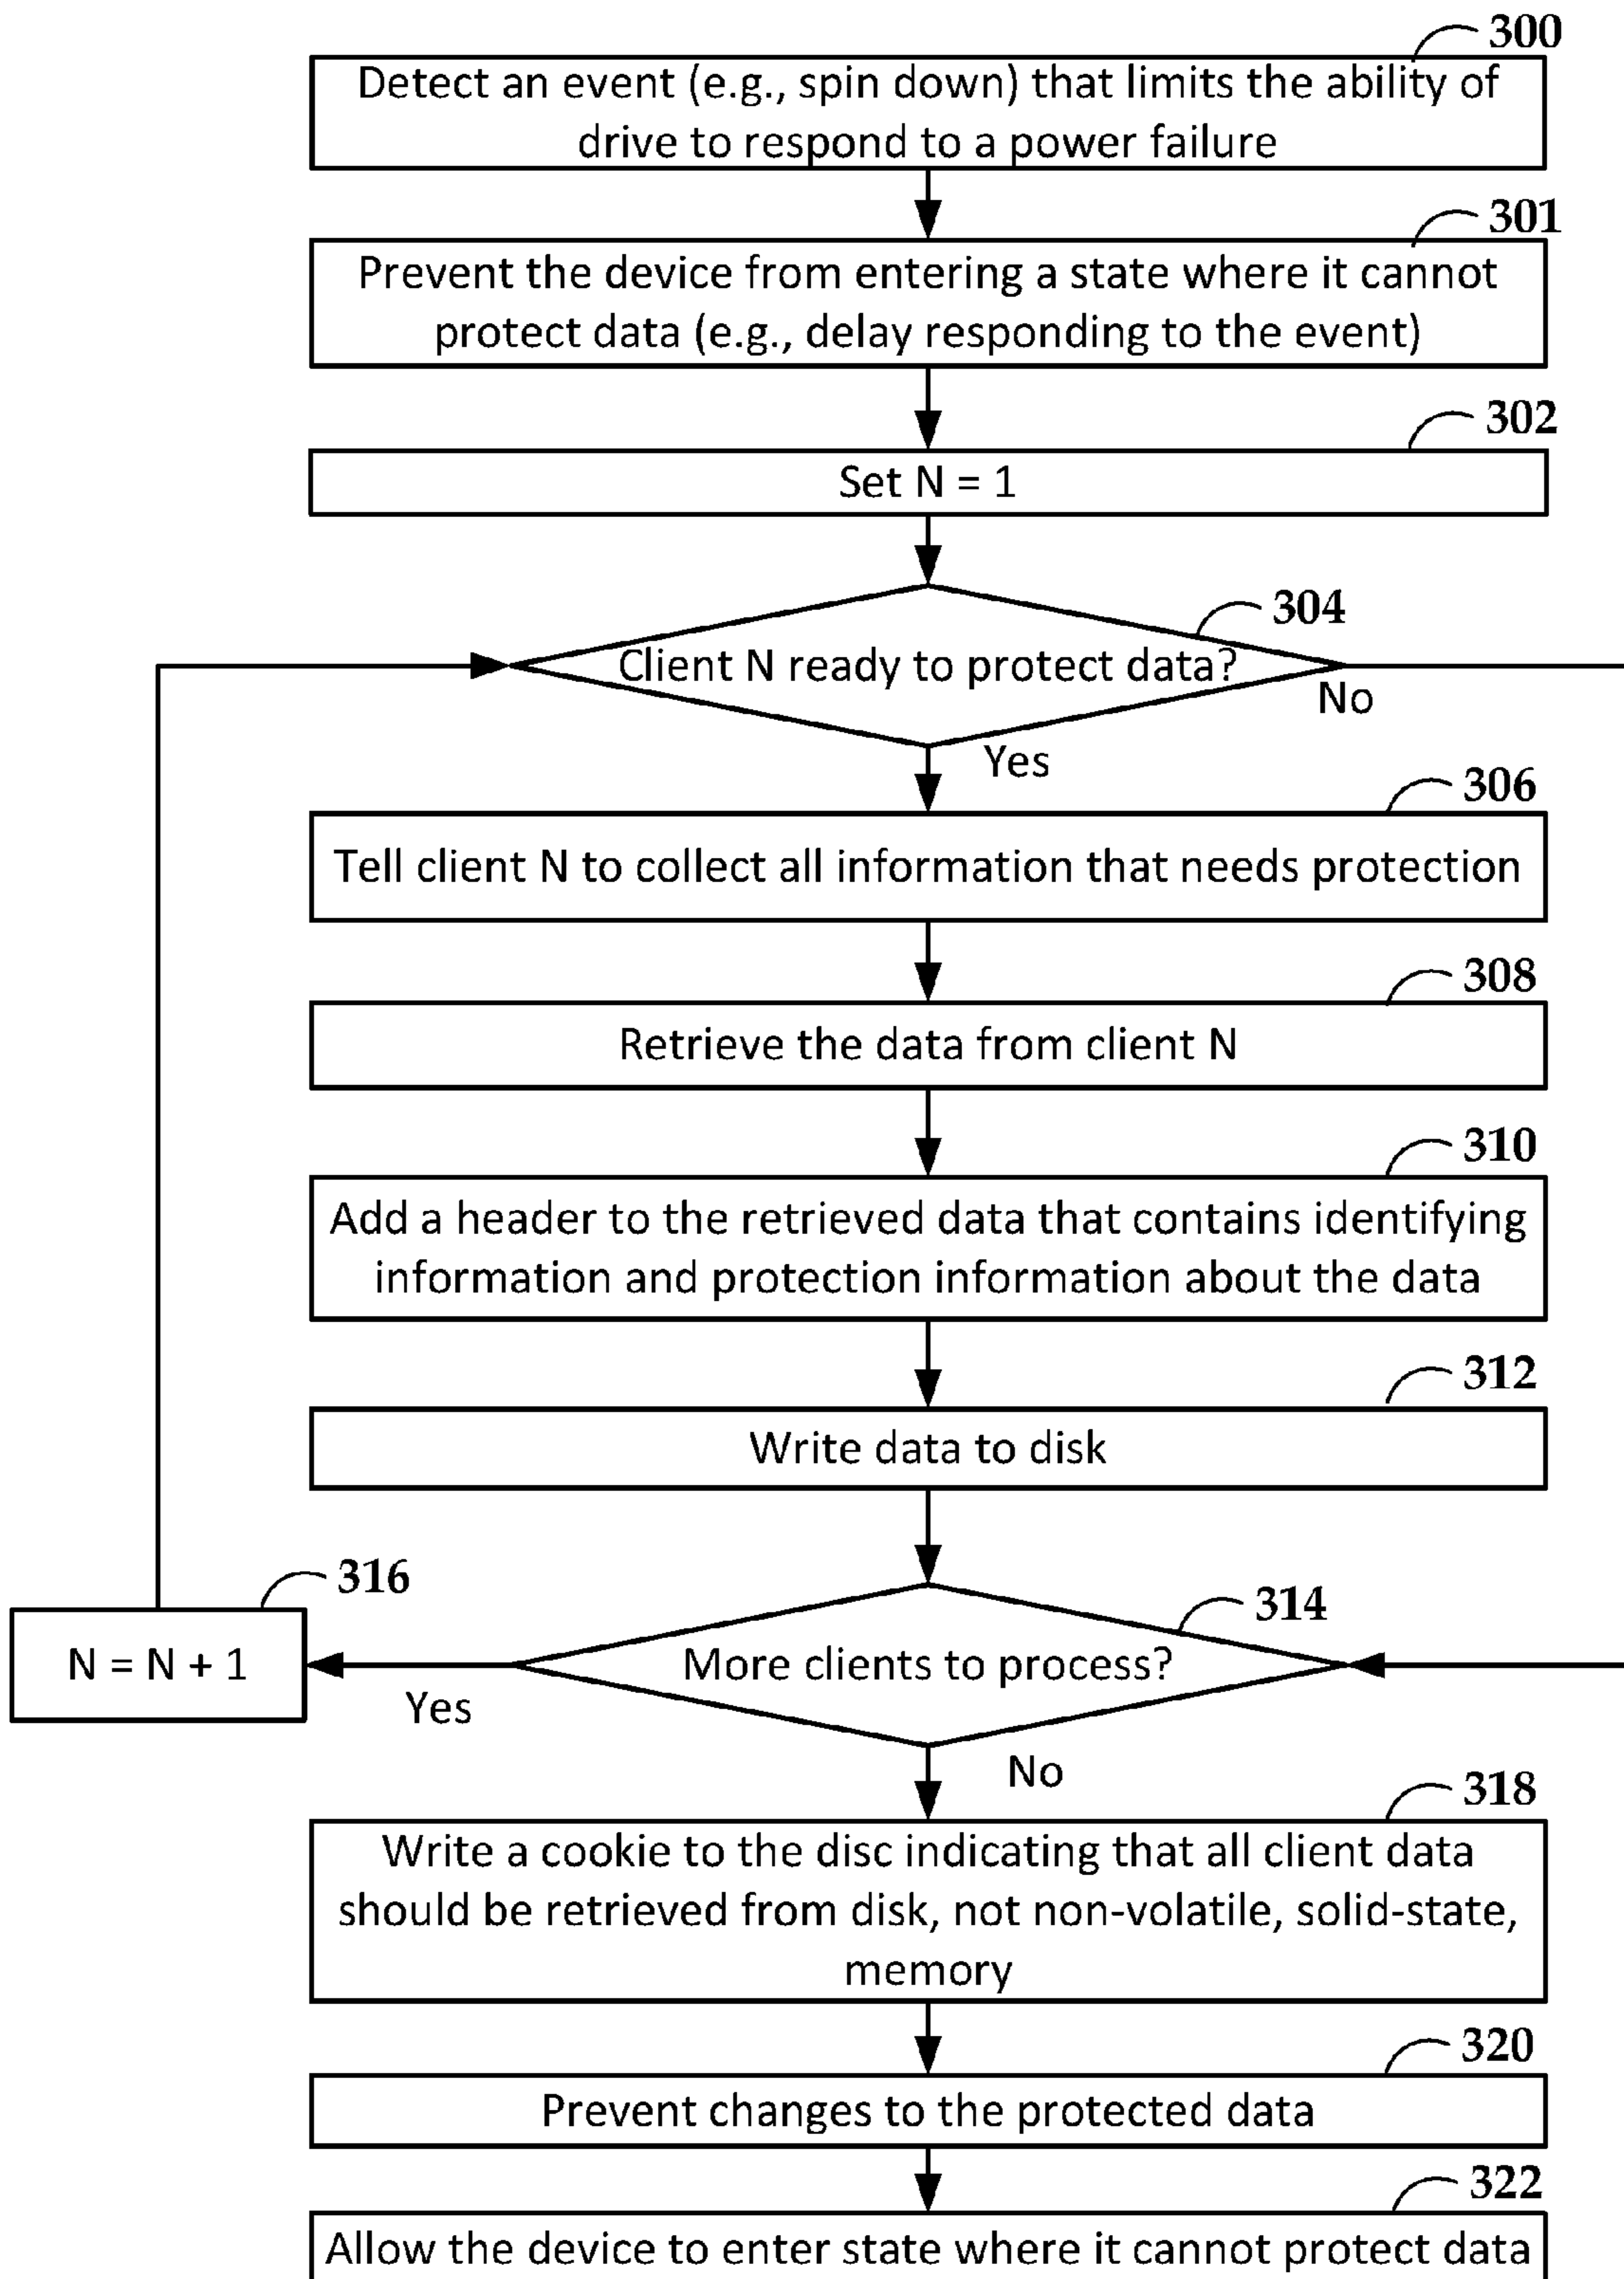 300
Detect an event (e.g., spin down) that limits the ability of
drive to respond to a power failure
301
Prevent the device from entering a state where it cannot
protect data (e.g., delay responding to the event)
302
Set N = 1
304
Client N ready to protect data?
No
Yes
306
Tell client N to collect all information that needs protection
308
Retrieve the data from client N
310
Add a header to the retrieved data that contains identifying
information and protection information about the data
312
Write data to disk
316
N = N + 1
314
More clients to process?
Yes
No
318
Write a cookie to the disc indicating that all client data
should be retrieved from disk, not non-volatile, solid-state,
memory
320
Prevent changes to the protected data
322
Allow the device to enter state where it cannot protect data